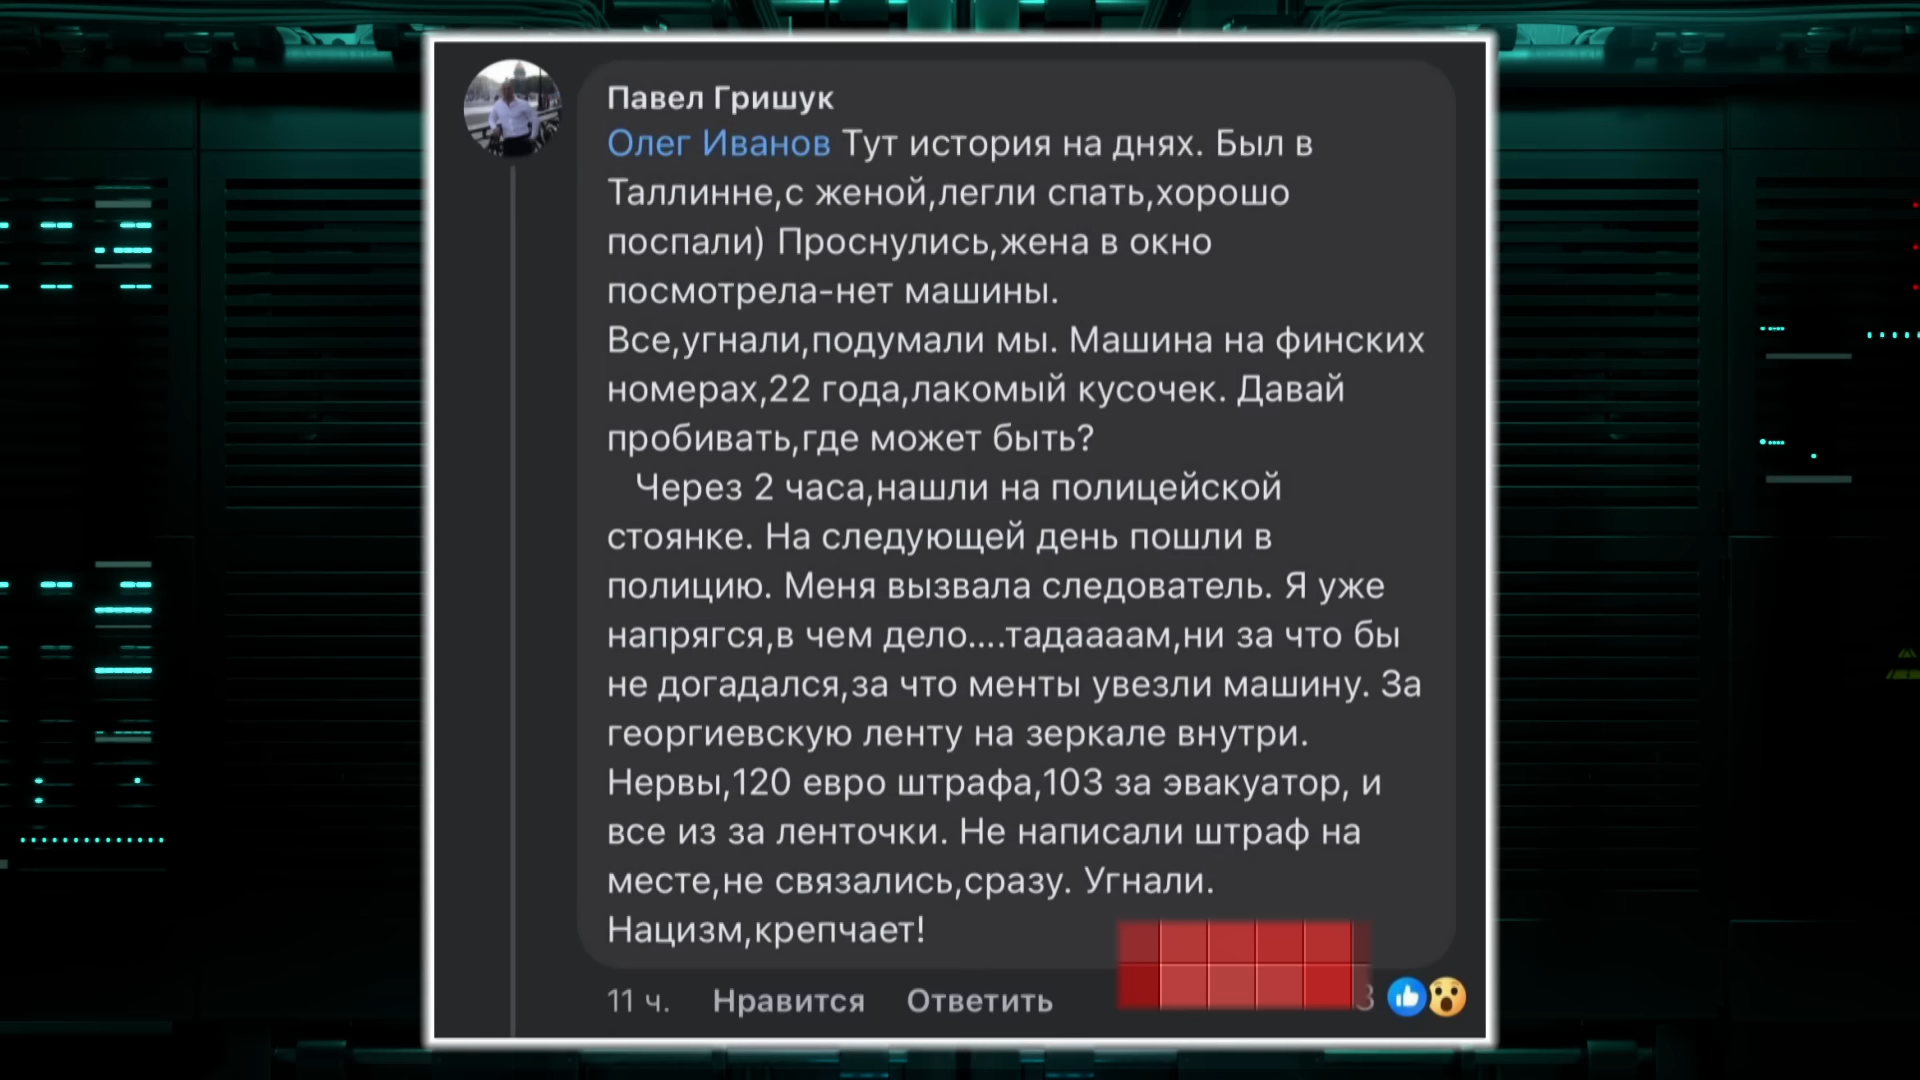 Павел Гришук
Олег Иванов Тут история на днях. Был в
Таллинне,с женой,легли спать,хорошо
поспали) Проснулись,жена в окно
посмотрела-нет машины.
Все,угнали,подумали мы. Машина на финских
номерах,22 года,лакомый кусочек. Давай
пробивать,где может быть?
Через 2 часа,нашли на полицейской
стоянке. На следующей день пошли в
полицию. Меня вызвала следователь. Я уже
напрягся,в чем дело....тадаааам,ни за что бы
не догадался,за что менты увезли машину. За
георгиевскую ленту на зеркале внутри.
Нервы,120 евро штрафа,103 за эвакуатор, и
все из за ленточки. Не написали штраф на
месте,не связались,сразу. Угнали.
Нацизм,крепчает!
11 ч. Нравится Ответить 3